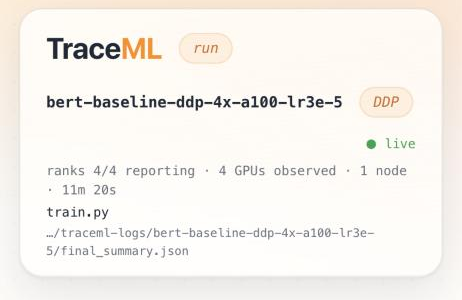 TraceML run
bert-baseline-ddp-4x-a100-lr3e-5 DDP
live
ranks 4/4 reporting · 4 GPUs observed · 1 node
· 11m 20s
train.py
…/traceml-logs/bert-baseline-ddp-4x-a100-lr3e-
5/final_summary.json